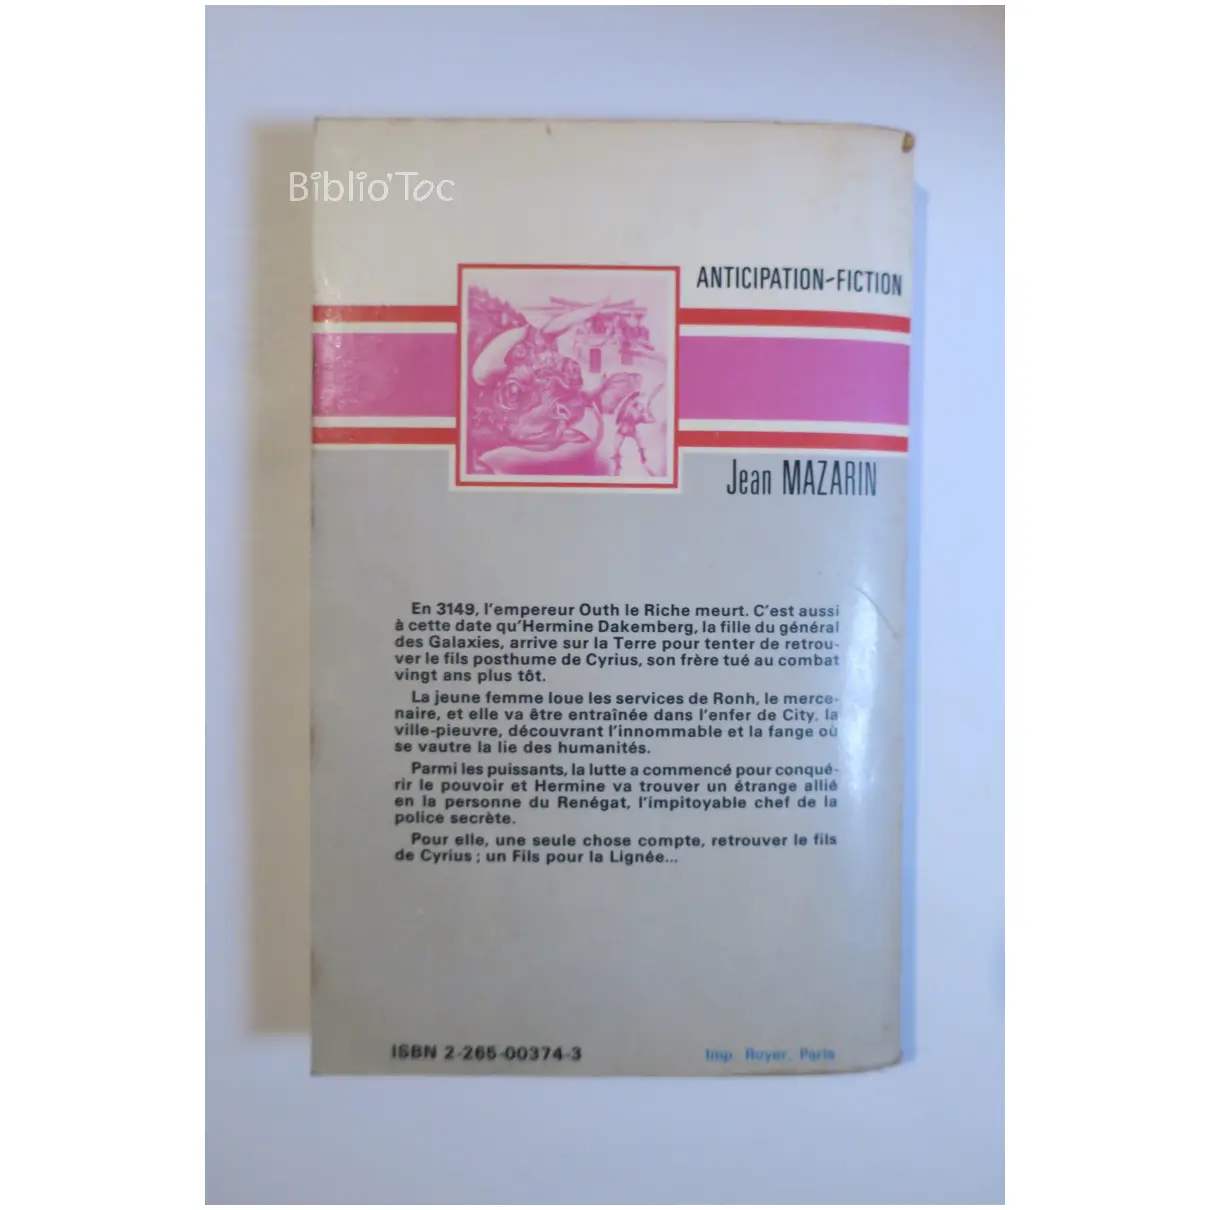 Biblio'Toc
ANTICIPATION-FICTION
Jean MAZARIN
En 3149, l'empereur Outh le Riche meurt. C'est aussi
à cette date qu'Hermine Dakemberg, la fille du général
des Galaxies, arrive sur la Terre pour tenter de retrou-
ver le fils posthume de Cyrius, son frère tué au combat
vingt ans plus tôt.
La jeune femme loue les services de Ronh, le merce-
naire, et elle va être entraînée dans l'enfer de City, la
ville-pieuvre, découvrant l'innommable et la fange où
se vautre la lie des humanités.
Parmi les puissants, la lutte a commencé pour conqué-
rir le pouvoir et Hermine va trouver un étrange allié
en la personne du Renégat, l'impitoyable chef de la
police secrète.
Pour elle, une seule chose compte, retrouver le fils
de Cyrius ; un Fils pour la Lignée...
ISBN 2-265-00374-3
Imp. Royer, Paris